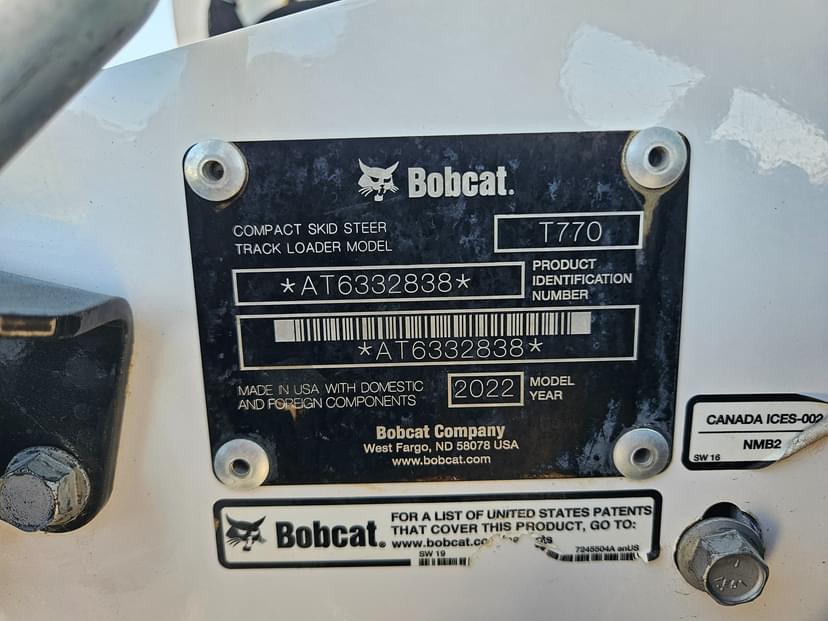 Bobcat.
COMPACT SKID STEER
TRACK LOADER MODEL
T770
*AT6332838*
PRODUCT
IDENTIFICATION
NUMBER
*AT6332838*
MADE IN USA WITH DOMESTIC
AND FOREIGN COMPONENTS
2022
MODEL
YEAR
Bobcat Company
West Fargo, ND 58078 USA
www.bobcat.com
CANADA ICES-002
NMB2
SW 16
Bobcat.
FOR A LIST OF UNITED STATES PATENTS
THAT COVER THIS PRODUCT, GO TO:
www.bobcat.co
SW 19
7245504A enUS